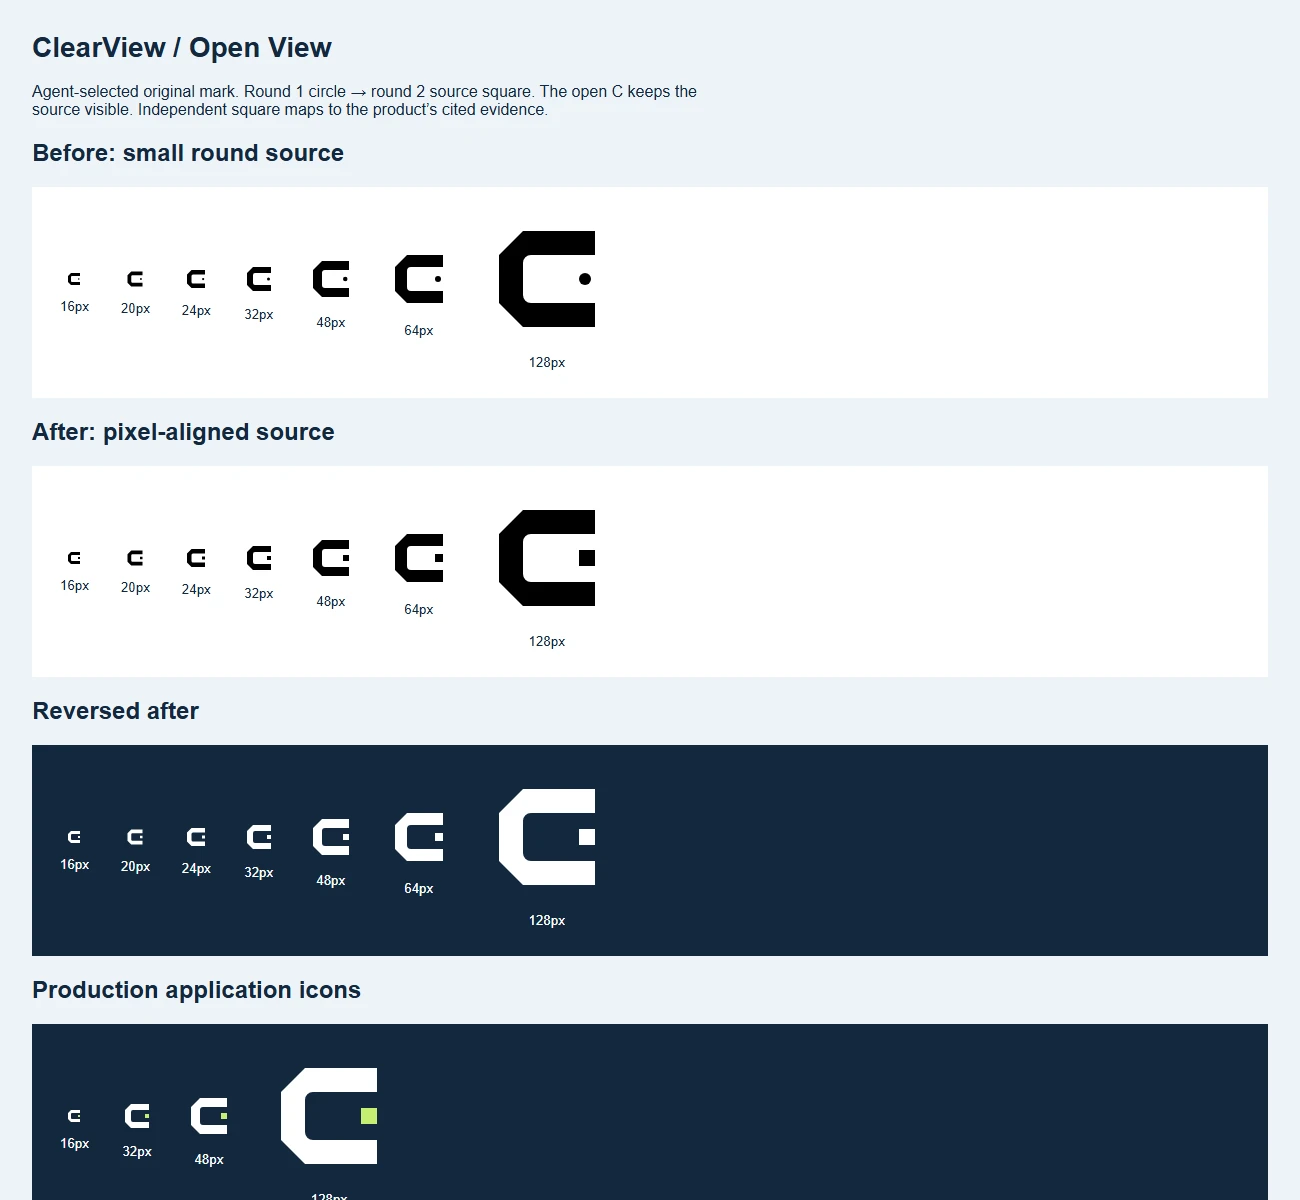 ClearView / Open View
Agent-selected original mark. Round 1 circle → round 2 source square. The open C keeps the
source visible. Independent square maps to the product’s cited evidence.
Before: small round source
16px 20px 24px 32px 48px 64px 128px
After: pixel-aligned source
16px 20px 24px 32px 48px 64px 128px
Reversed after
16px 20px 24px 32px 48px 64px 128px
Production application icons
16px 32px 48px 128px